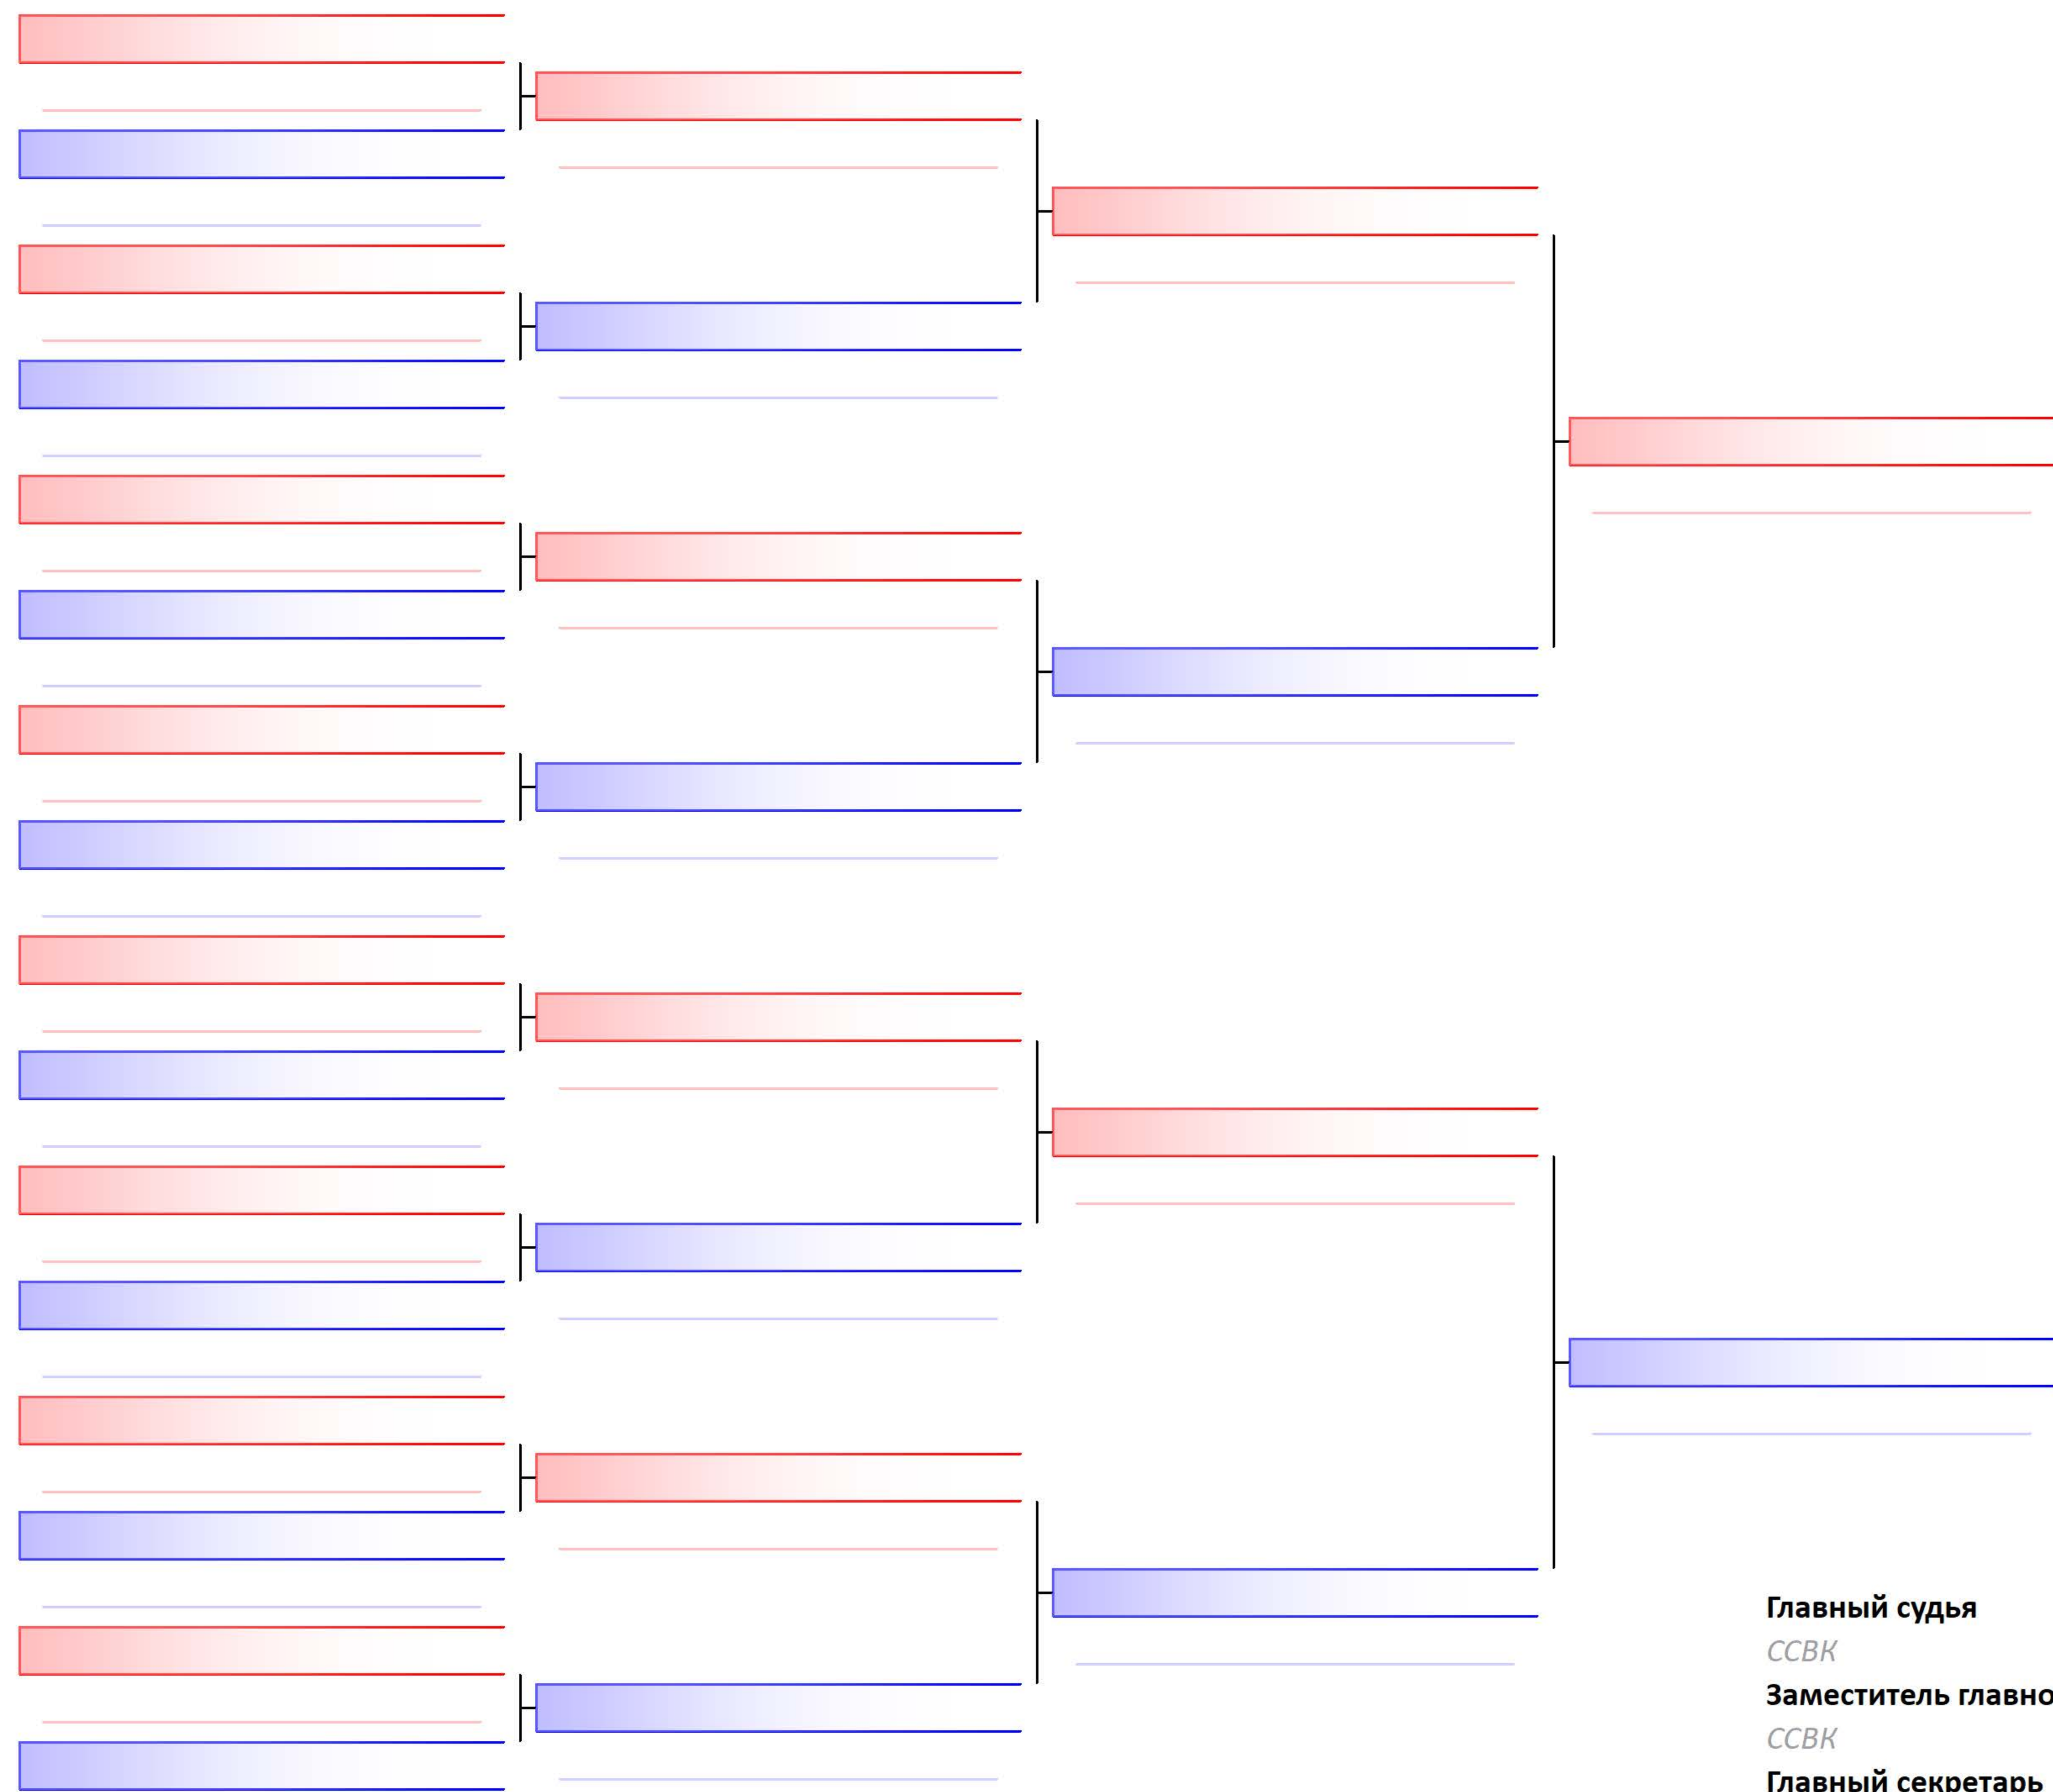 Главный судья
ССВК
Заместитель главно
ССВК
Главный секретарь